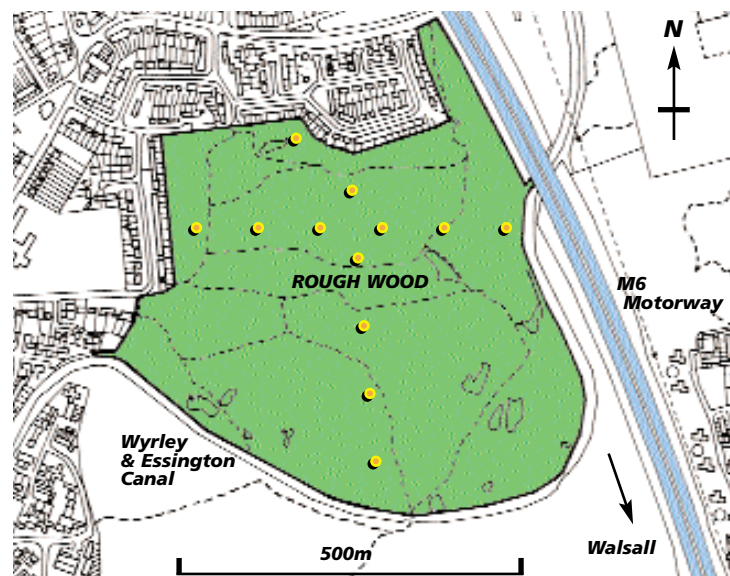 N
ROUGH WOOD
M6
Motorway
Wyrley
& Essington
Canal
500m
Walsall